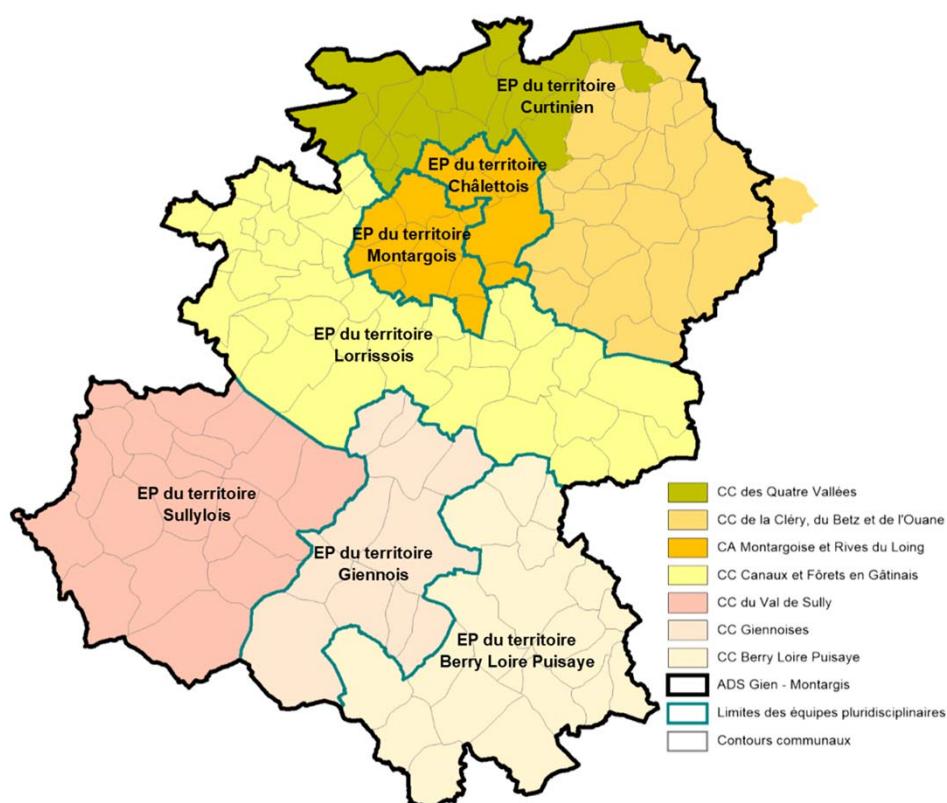 EP du territoire
Curtinien
EP du territoire
Châlettois
EP du territoire
Montargois
EP du territoire
Lorrissois
EP du territoire
Sullylois
EP du territoire
Giennois
EP du territoire
Berry Loire Puisaye
CC des Quatre Vallées
CC de la Cléry, du Betz et de l'Ouane
CA Montargoise et Rives du Loing
CC Canaux et Fôrets en Gâtinais
CC du Val de Sully
CC Giennoises
CC Berry Loire Puisaye
ADS Gien - Montargis
Limites des équipes pluridisciplinaires
Contours communaux